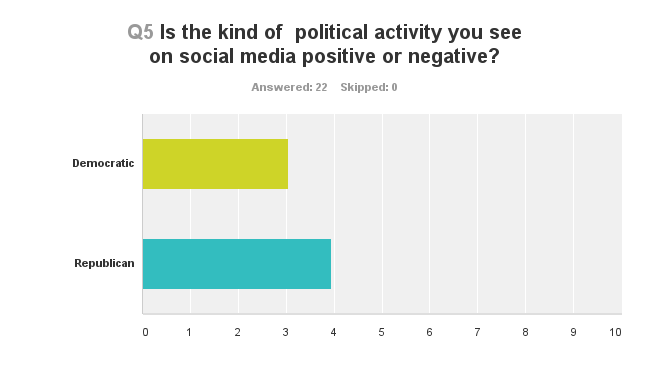 Q5 Is the kind of  political activity you see
on social media positive or negative?
Answered: 22    Skipped: 0
Democratic
Republican
0 1 2 3 4 5 6 7 8 9 10